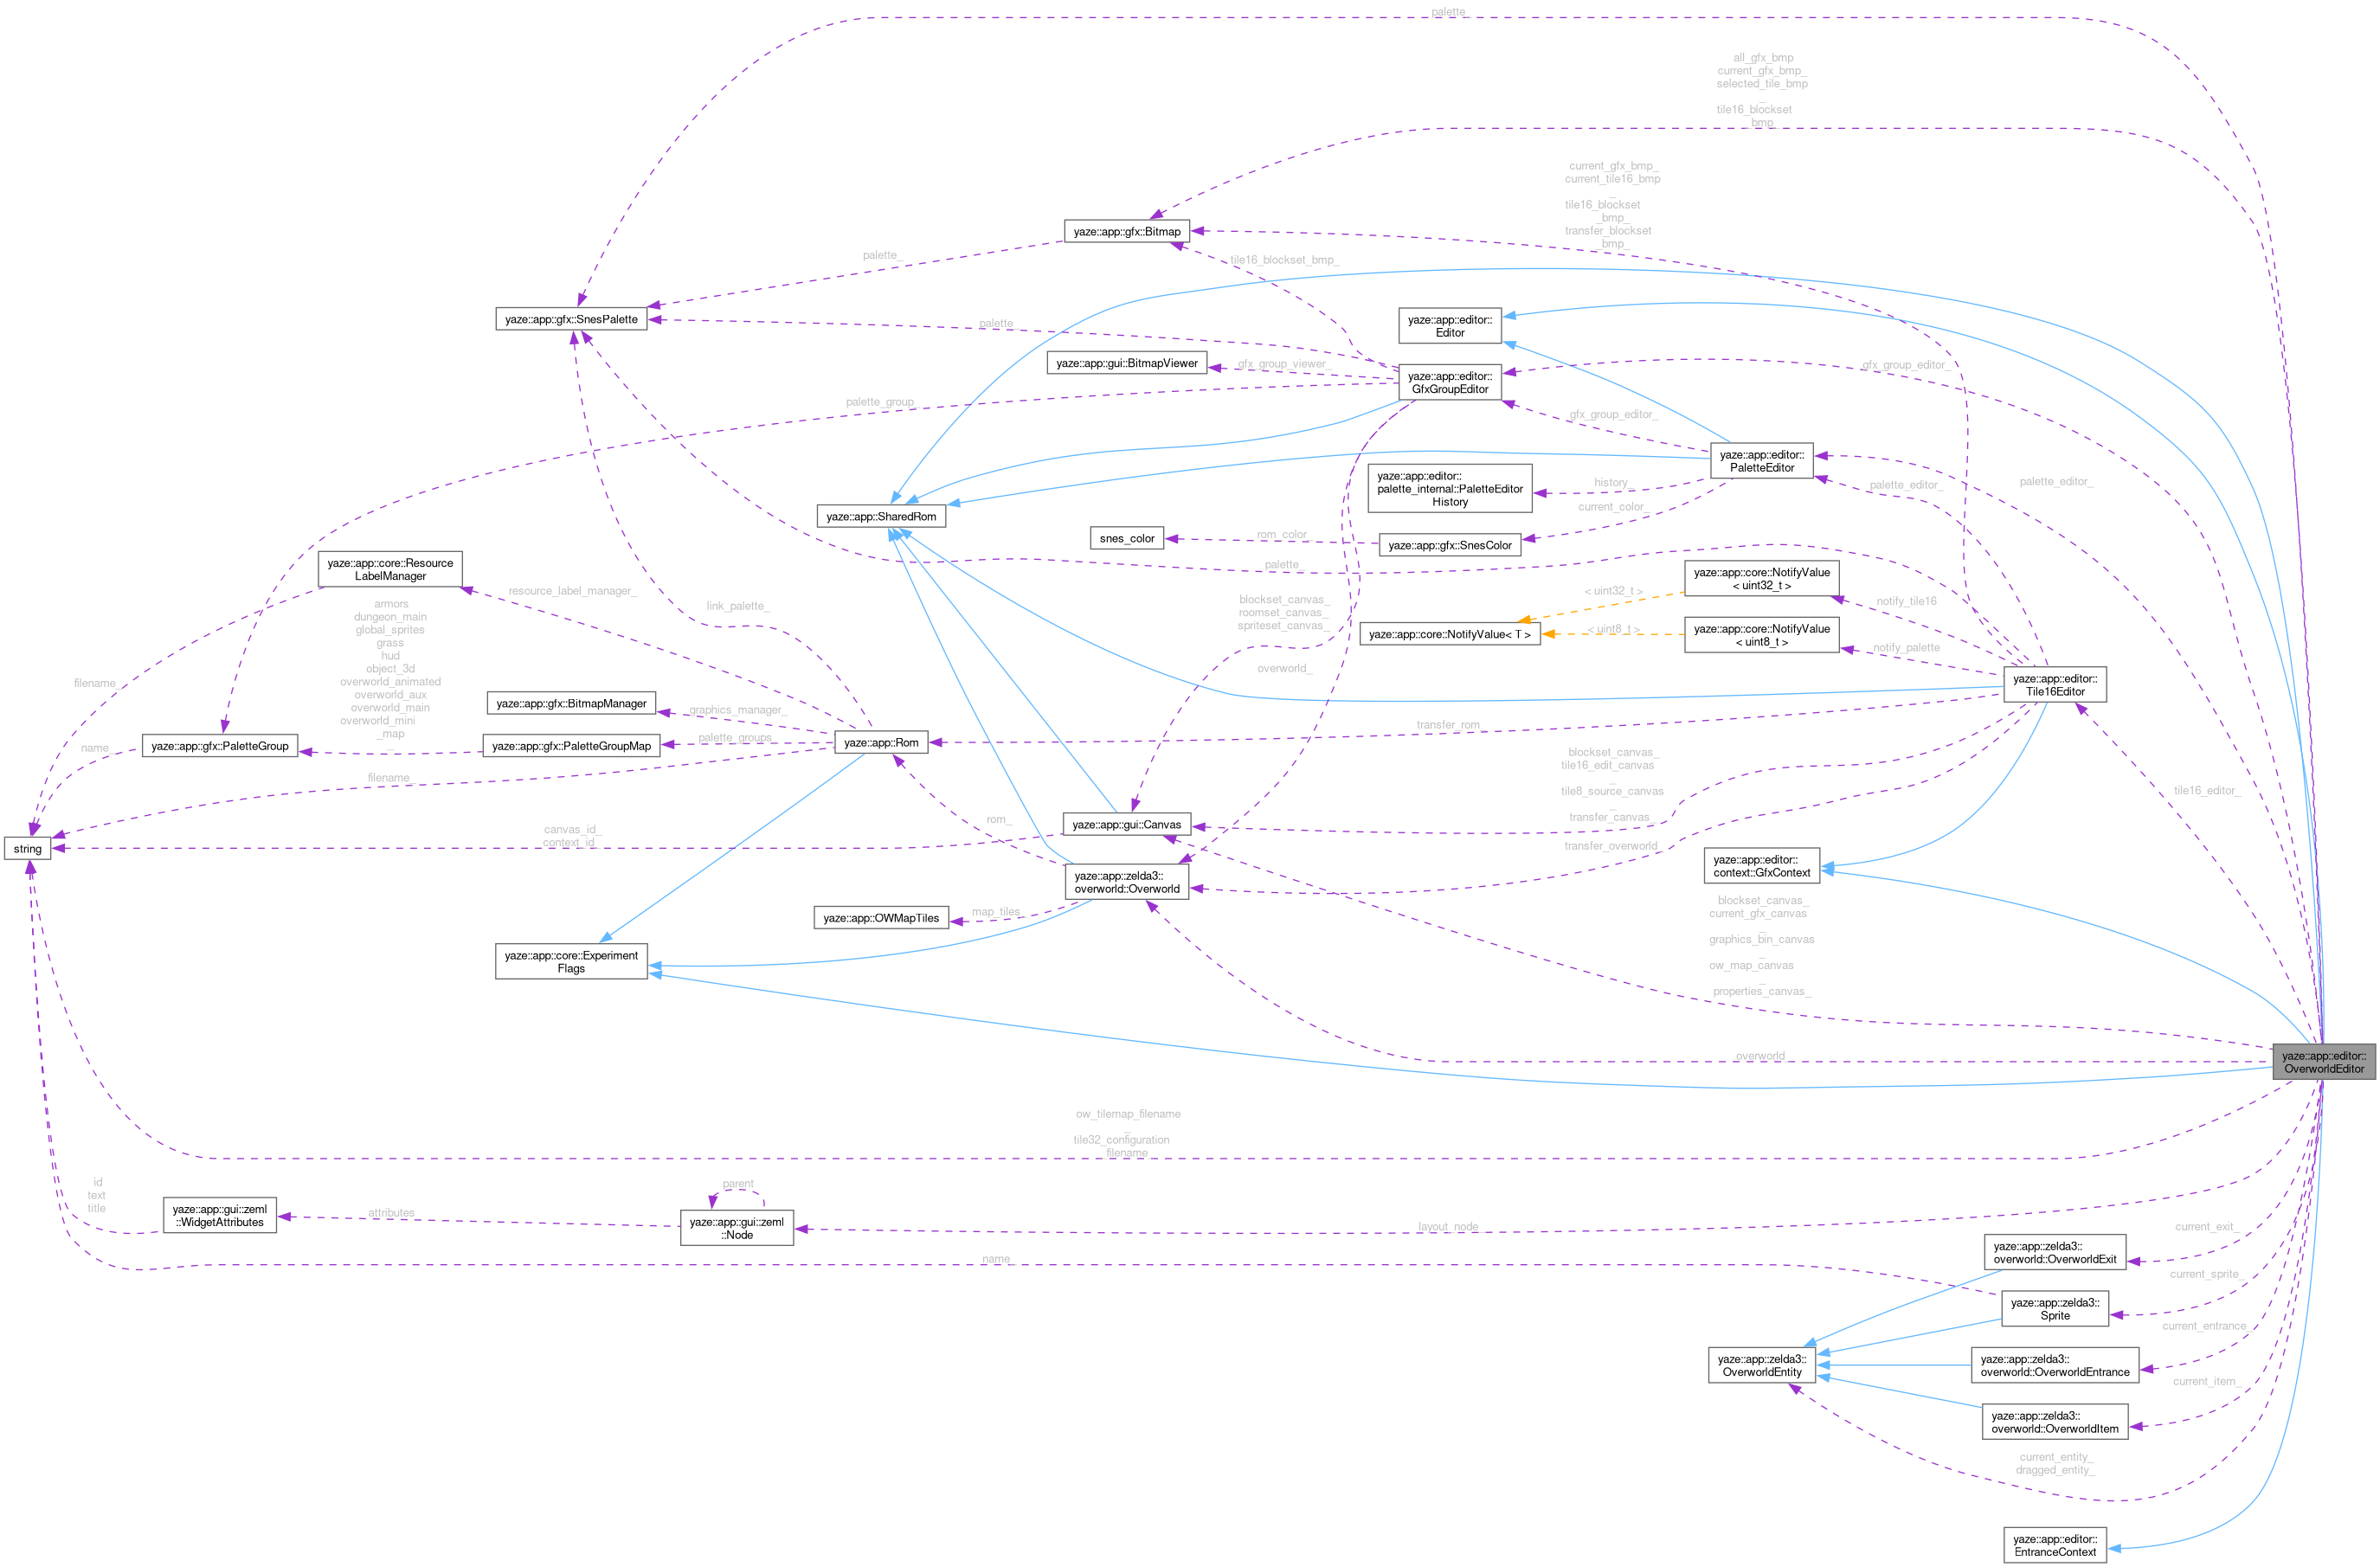 palette_
all_gfx_bmp
current_gfx_bmp_
selected_tile_bmp
_
tile16_blockset
_bmp_
current_gfx_bmp_
current_tile16_bmp
_
tile16_blockset
_bmp_
transfer_blockset
_bmp_
yaze::app::gfx::Bitmap
palette_
tile16_blockset_bmp_
yaze::app::gfx::SnesPalette
palette_
yaze::app::editor::
Editor
yaze::app::gui::BitmapViewer
gfx_group_viewer_
yaze::app::editor::
GfxGroupEditor
gfx_group_editor_
palette_group_
gfx_group_editor_
yaze::app::editor::
PaletteEditor
yaze::app::editor::
palette_internal::PaletteEditor
History
history_
current_color_
palette_editor_
palette_editor_
yaze::app::SharedRom
snes_color
rom_color_
yaze::app::gfx::SnesColor
yaze::app::core::Resource
LabelManager
resource_label_manager_
palette_
yaze::app::core::NotifyValue
< uint32_t >
< uint32_t >
notify_tile16
link_palette_
blockset_canvas_
roomset_canvas_
spriteset_canvas_
yaze::app::core::NotifyValue< T >
< uint8_t >
yaze::app::core::NotifyValue
< uint8_t >
notify_palette
armors
dungeon_main
global_sprites
grass
hud
object_3d
overworld_animated
overworld_aux
overworld_main
overworld_mini
_map
_
filename_
overworld_
yaze::app::editor::
Tile16Editor
yaze::app::gfx::BitmapManager
graphics_manager_
transfer_rom_
yaze::app::gfx::PaletteGroup
name_
yaze::app::gfx::PaletteGroupMap
palette_groups_
yaze::app::Rom
filename_
blockset_canvas_
tile16_edit_canvas
_
tile8_source_canvas
_
transfer_canvas_
tile16_editor_
string
canvas_id_
context_id_
rom_
yaze::app::gui::Canvas
transfer_overworld_
yaze::app::zelda3::
overworld::Overworld
yaze::app::editor::
context::GfxContext
yaze::app::OWMapTiles
map_tiles_
blockset_canvas_
current_gfx_canvas
_
graphics_bin_canvas
_
ow_map_canvas
_
properties_canvas_
yaze::app::core::Experiment
Flags
overworld_
yaze::app::editor::
OverworldEditor
ow_tilemap_filename
_
tile32_configuration
_filename_
id
text
title
yaze::app::gui::zeml
::WidgetAttributes
attributes
parent
yaze::app::gui::zeml
::Node
layout_node_
name_
current_exit_
yaze::app::zelda3::
overworld::OverworldExit
current_sprite_
yaze::app::zelda3::
Sprite
current_entrance_
yaze::app::zelda3::
OverworldEntity
yaze::app::zelda3::
overworld::OverworldEntrance
current_item_
yaze::app::zelda3::
overworld::OverworldItem
current_entity_
dragged_entity_
yaze::app::editor::
EntranceContext